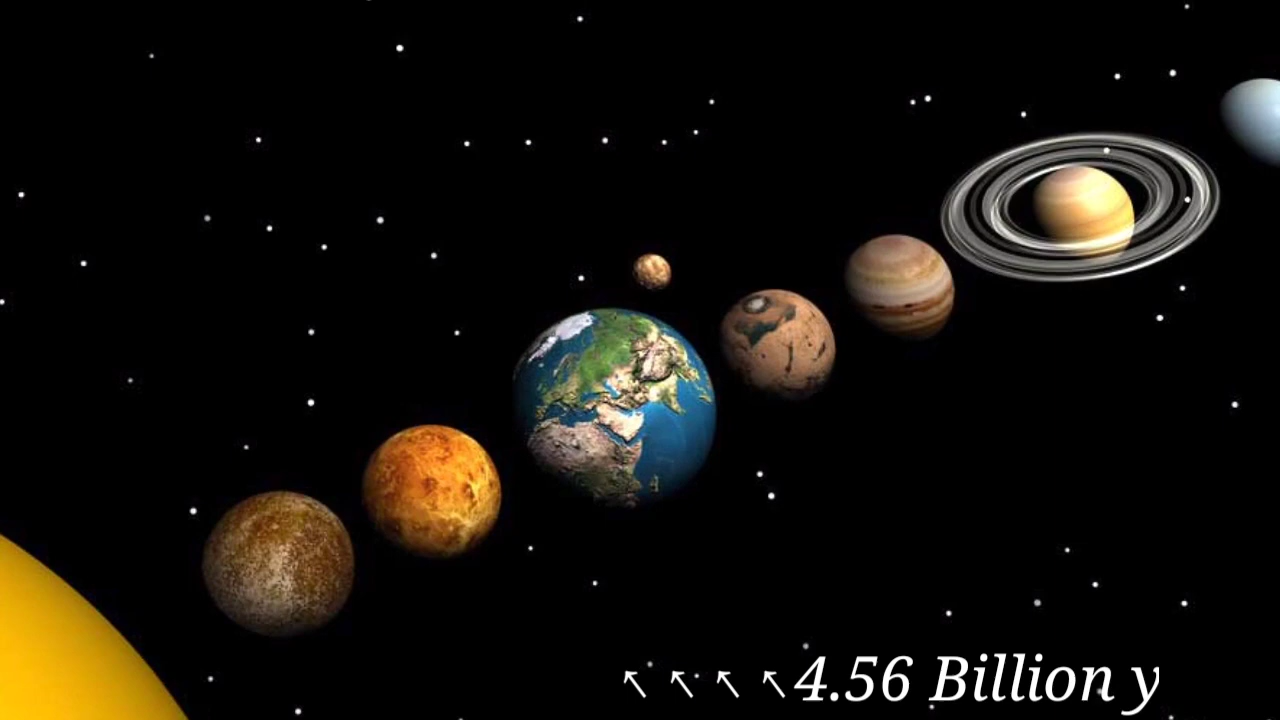 ↖ ↖ ↖ ↖4.56 Billion y